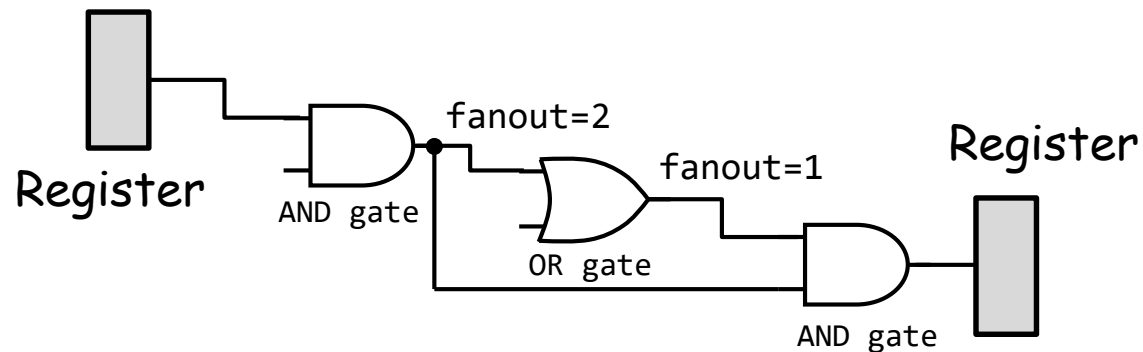 fanout=2
Register
fanout=1
Register
AND gate
OR gate
AND gate